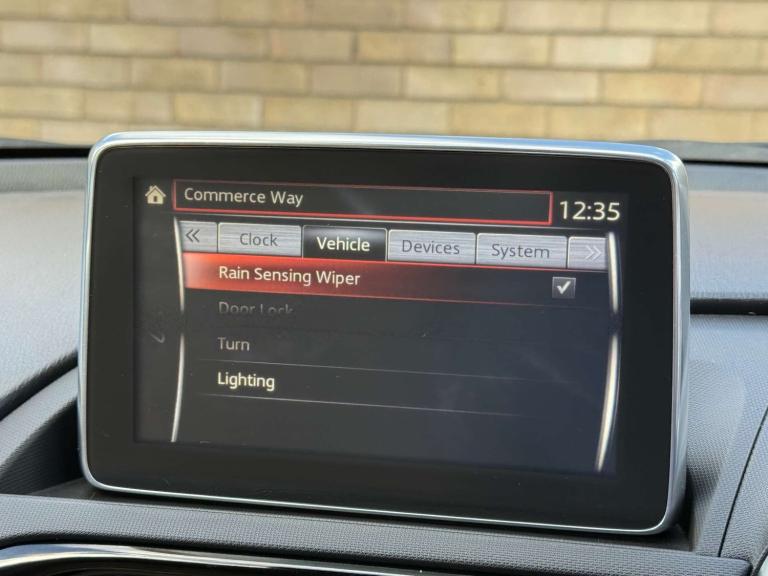 Commerce Way
12:35
Clock
Vehicle
Devices
System
Rain Sensing Wiper
Door Lock
Turn
Lighting